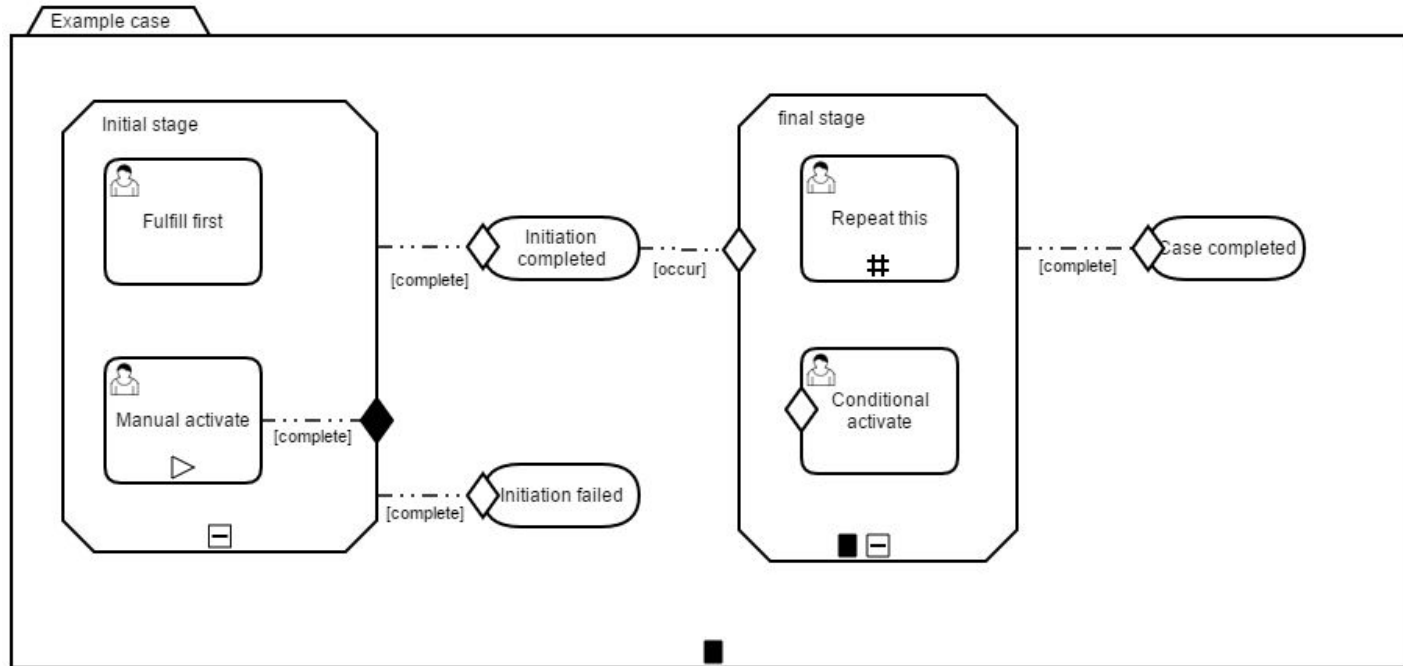 Example case
Initial stage
Fulfill first
Manual activate
[complete]
[complete]
Initiation
completed
[occur]
[complete]
Initiation failed
final stage
Repeat this
Conditional
activate
[complete]
Case completed